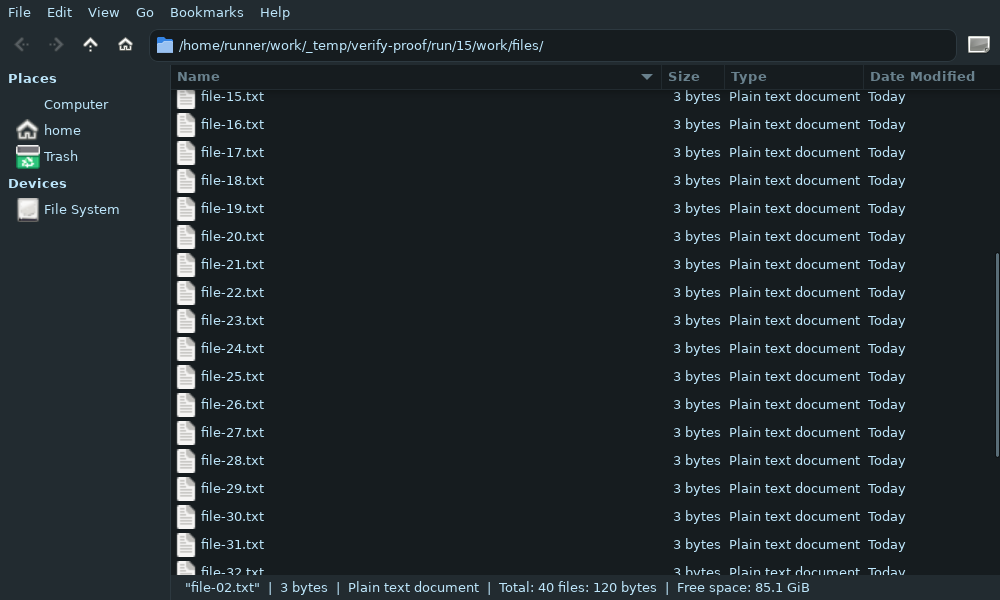 File Edit View Go Bookmarks Help
/home/runner/work/_temp/verify-proof/run/15/work/files/
Places
Computer
home
Trash
Devices
File System
Name Size Type Date Modified
file-15.txt 3 bytes Plain text document Today
file-16.txt 3 bytes Plain text document Today
file-17.txt 3 bytes Plain text document Today
file-18.txt 3 bytes Plain text document Today
file-19.txt 3 bytes Plain text document Today
file-20.txt 3 bytes Plain text document Today
file-21.txt 3 bytes Plain text document Today
file-22.txt 3 bytes Plain text document Today
file-23.txt 3 bytes Plain text document Today
file-24.txt 3 bytes Plain text document Today
file-25.txt 3 bytes Plain text document Today
file-26.txt 3 bytes Plain text document Today
file-27.txt 3 bytes Plain text document Today
file-28.txt 3 bytes Plain text document Today
file-29.txt 3 bytes Plain text document Today
file-30.txt 3 bytes Plain text document Today
file-31.txt 3 bytes Plain text document Today
file-32.txt 3 bytes Plain text document Today
"file-02.txt" | 3 bytes | Plain text document | Total: 40 files: 120 bytes | Free space: 85.1 GiB